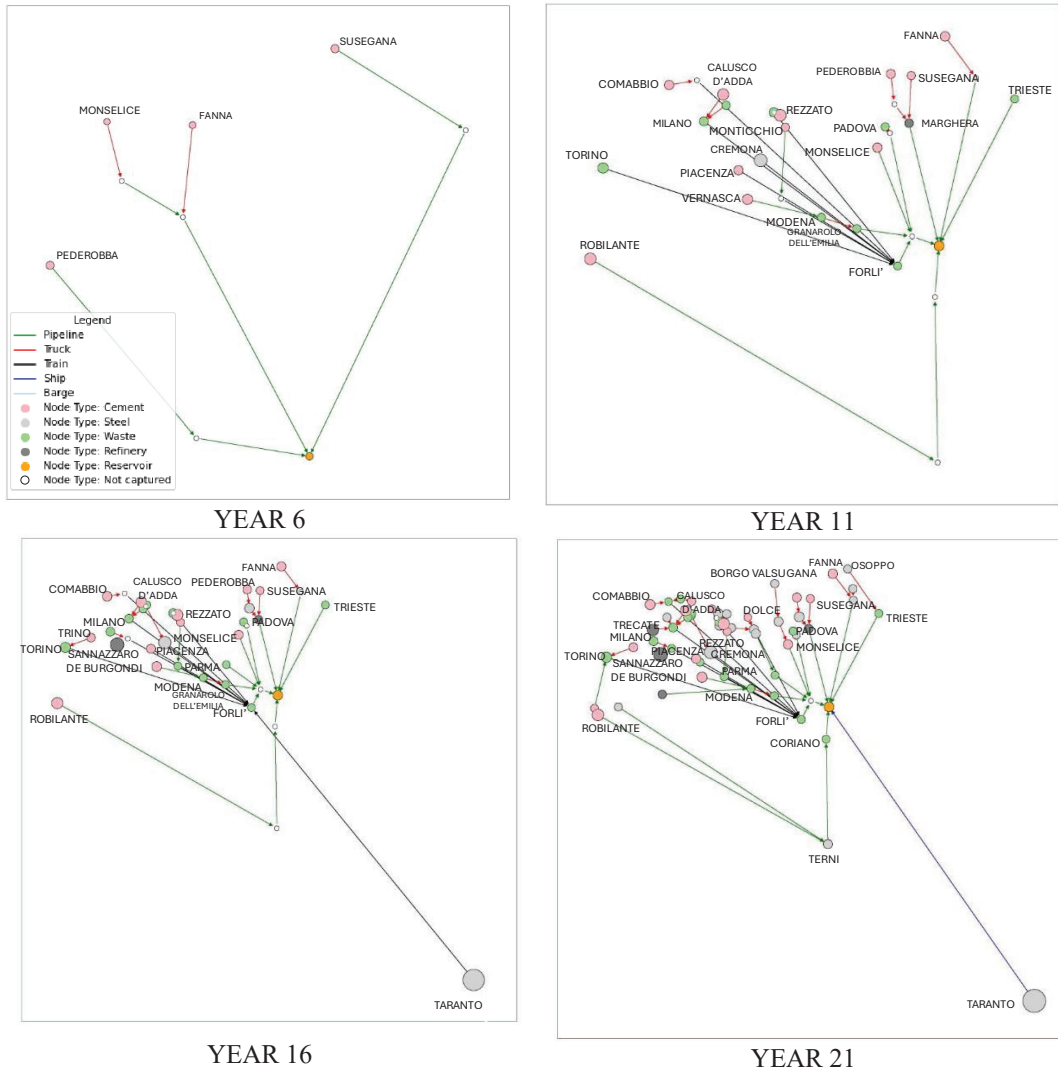 SUSEGANA
MONSELICE
FANNA
PEDEROBBA
Legend
Pipeline
Truck
Train
Ship
Barge
Node Type: Cement
Node Type: Steel
Node Type: Waste
Node Type: Refinery
Node Type: Reservoir
Node Type: Not captured
YEAR 6
FANNA
CALUSCO
D'ADDA
PEDEROBBIA
SUSEGANA
COMABBIO
TRIESTE
REZZATO
MILANO
MONTICCHIO
PADOVA
MARGHERA
CREMONA
MONSELICE
TORINO
PIACENZA
VERNASCA
MODENA
GRANAROLO
DELL'EMILIA
ROBILANTE
FORLI'
YEAR 11
FANNA
COMABBIO
CALUSCO
D'ADDA
PEDEROBBA
SUSEGANA
REZZATO
TRIESTE
MILANO
PADOVA
TRINO
MONSELICE
TORINO
SANNAZZARO
DE BURGONDI
PIACENZA
PARMA
MODENA
GRANAROLO
DELL'EMILIA
ROBILANTE
FORLI'
TARANTO
YEAR 16
FANNA
OSOPPO
BORGO VALSUGANA
COMABBIO
CALUSCO
D'ADDA
DOLCE
SUSEGANA
TRIESTE
TRECATE
PADOVA
MILANO
REZZATO
MONSELICE
TORINO
PIACENZA
CREMONA
SANNAZZARO
DE BURGONDI
PARMA
MODENA
ROBILANTE
FORLI'
CORIANO
TERNI
TARANTO
YEAR 21